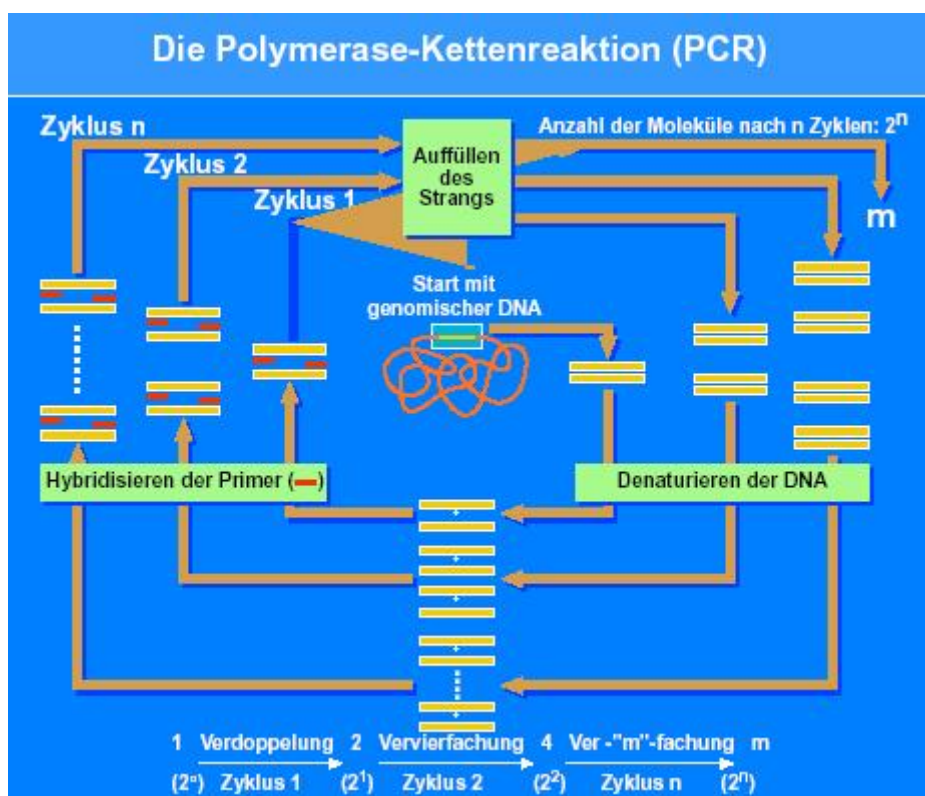 Die Polymerase-Kettenreaktion (PCR)
Zyklus n
Anzahl der Moleküle nach n Zyklen: 2ⁿ
Zyklus 2
Zyklus 1
Auffüllen
des
Strangs
m
Start mit
genomischer DNA
Hybridisieren der Primer ( )
Denaturieren der DNA
1 Verdoppelung 2 Vervierfachung 4 Ver -"m"-fachung m
(2°) Zyklus 1 (2¹) Zyklus 2 (2²) Zyklus n (2ⁿ)